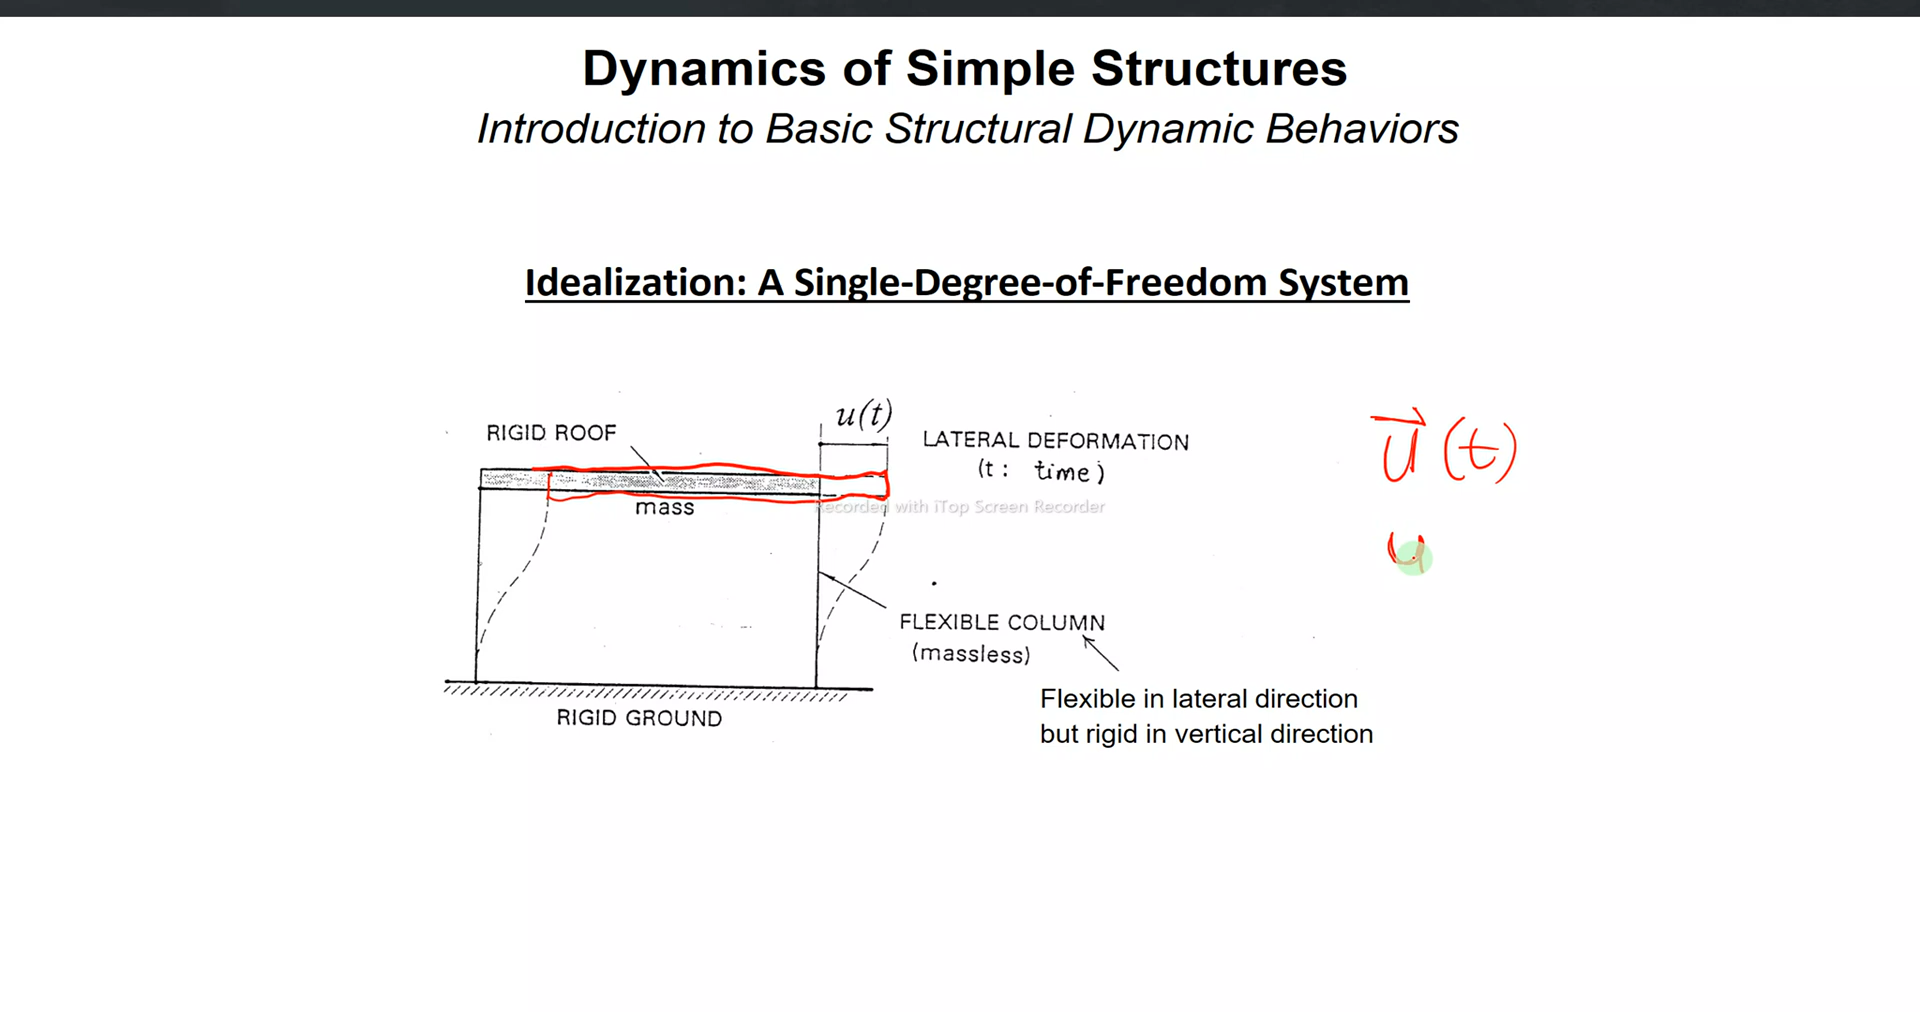 Dynamics of Simple Structures
Introduction to Basic Structural Dynamic Behaviors
Idealization: A Single-Degree-of-Freedom System
u(t)
RIGID ROOF
LATERAL DEFORMATION
(t: time)
mass
Recorded with iTop Screen Recorder
u⃗(t)
u
FLEXIBLE COLUMN
(massless)
Flexible in lateral direction
but rigid in vertical direction
RIGID GROUND